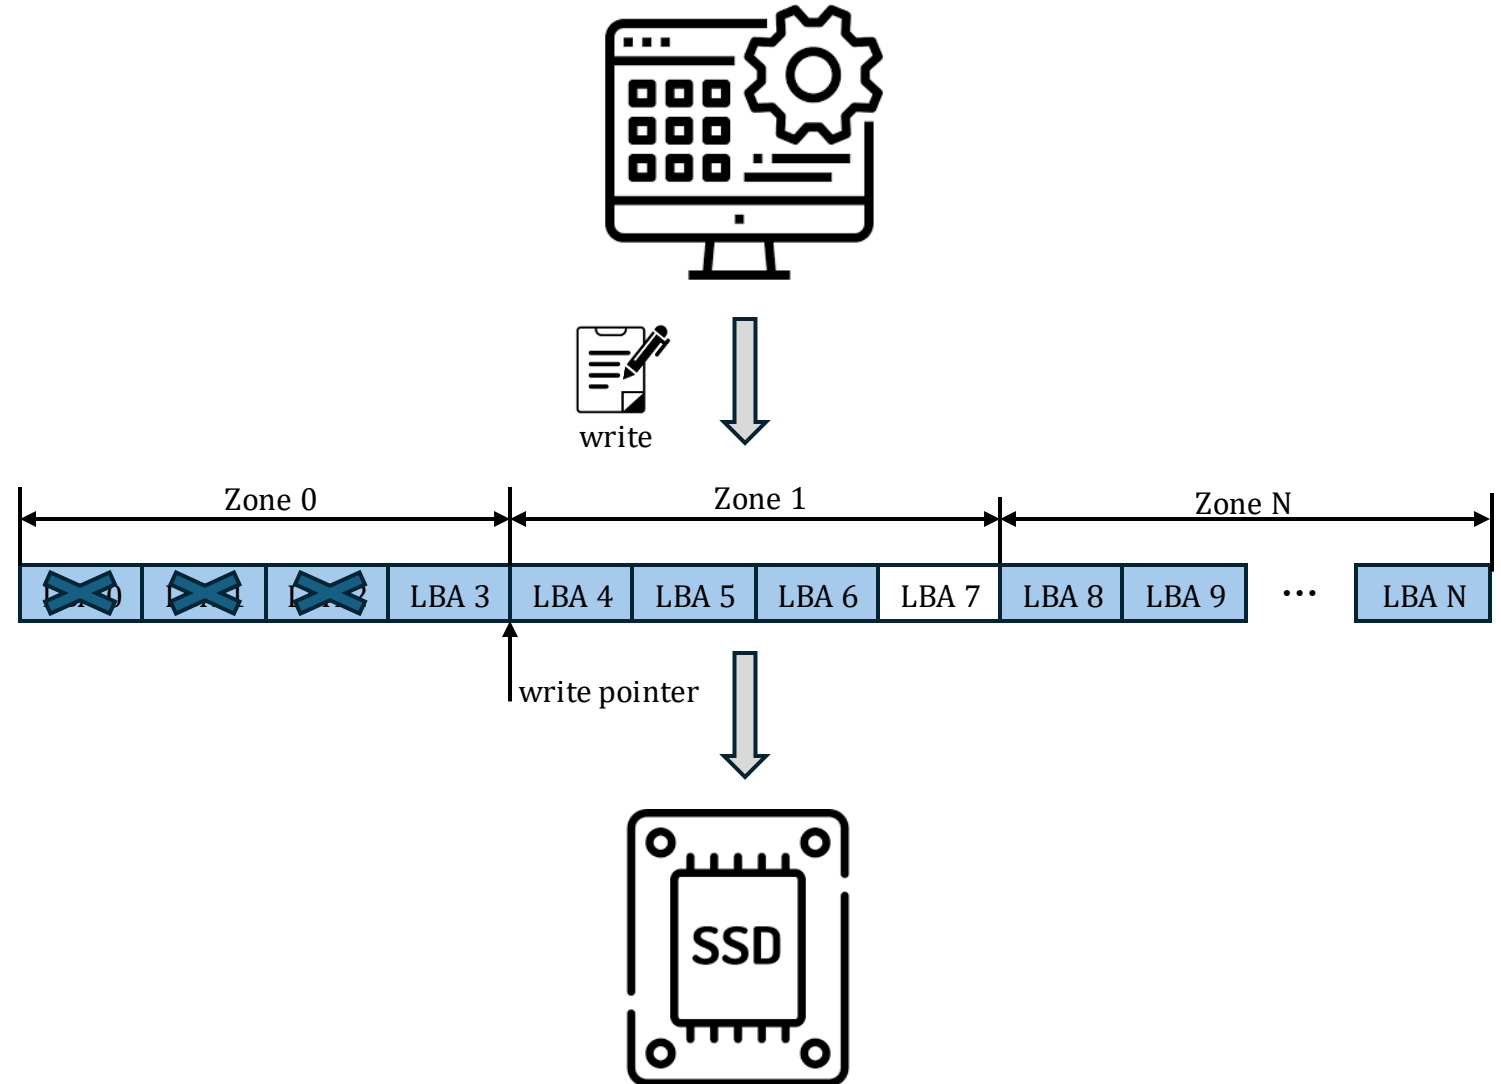 write
Zone 0
Zone 1
Zone N
LBA 3
LBA 4
LBA 5
LBA 6
LBA 7
LBA 8
LBA 9
...
LBA N
write pointer
SSD